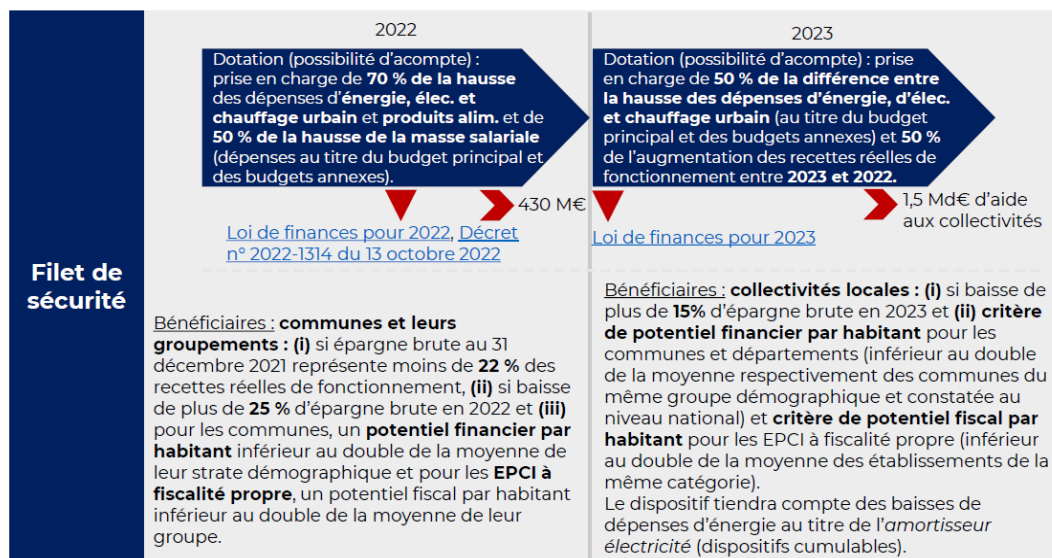 Filet de
sécurité
2022
Dotation (possibilité d'acompte) :
prise en charge de 70 % de la hausse
des dépenses d'énergie, élec. et
chauffage urbain et produits alim. et de
50 % de la hausse de la masse salariale
(dépenses au titre du budget principal et
des budgets annexes).
430 M€
Loi de finances pour 2022, Décret
n° 2022-1314 du 13 octobre 2022
Bénéficiaires : communes et leurs
groupements : (i) si épargne brute au 31
décembre 2021 représente moins de 22 % des
recettes réelles de fonctionnement, (ii) si baisse
de plus de 25 % d'épargne brute en 2022 et (iii)
pour les communes, un potentiel financier par
habitant inférieur au double de la moyenne de
leur strate démographique et pour les EPCI à
fiscalité propre, un potentiel fiscal par habitant
inférieur au double de la moyenne de leur
groupe.
2023
Dotation (possibilité d'acompte) : prise
en charge de 50 % de la différence entre
la hausse des dépenses d'énergie, d'élec.
et chauffage urbain (au titre du budget
principal et des budgets annexes) et 50 %
de l'augmentation des recettes réelles de
fonctionnement entre 2023 et 2022.
1,5 Md€ d'aide
aux collectivités
Loi de finances pour 2023
Bénéficiaires : collectivités locales : (i) si baisse
de plus de 15% d'épargne brute en 2023 et (ii) critère
de potentiel financier par habitant pour les
communes et départements (inférieur au double
de la moyenne respectivement des communes du
même groupe démographique et constatée au
niveau national) et critère de potentiel fiscal par
habitant pour les EPCI à fiscalité propre (inférieur
au double de la moyenne des établissements de la
même catégorie).
Le dispositif tiendra compte des baisses de
dépenses d'énergie au titre de l'amortisseur
électricité (dispositifs cumulables).